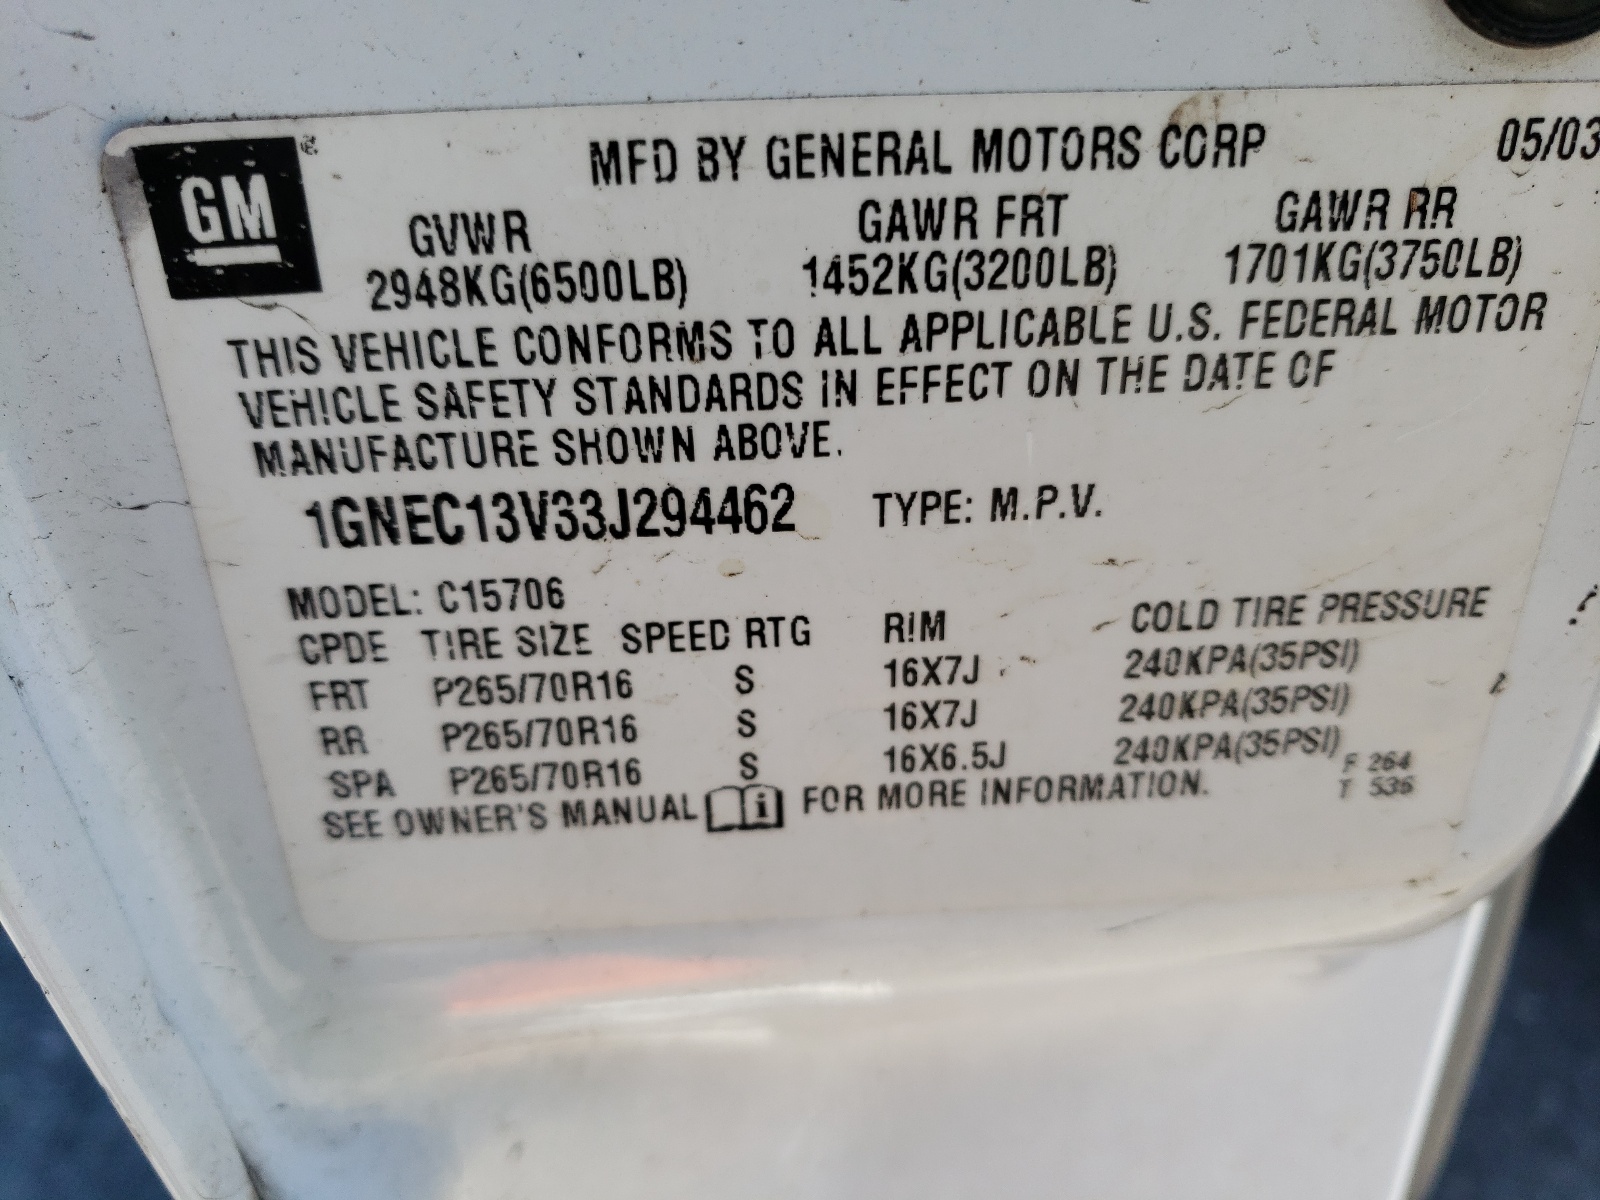 GM ® MFD BY GENERAL MOTORS CORP 05/03
GVWR GAWR FRT GAWR RR
2948KG(6500LB) 1452KG(3200LB) 1701KG(3750LB)
THIS VEHICLE CONFORMS TO ALL APPLICABLE U.S. FEDERAL MOTOR
VEHICLE SAFETY STANDARDS IN EFFECT ON THE DATE OF
MANUFACTURE SHOWN ABOVE.
1GNEC13V33J294462 TYPE: M.P.V.
MODEL: C15706
CPDE TIRE SIZE SPEED RTG RIM COLD TIRE PRESSURE
FRT P265/70R16 S 16X7J 240KPA(35PSI)
RR P265/70R16 S 16X7J 240KPA(35PSI)
SPA P265/70R16 S 16X6.5J 240KPA(35PSI)
SEE OWNER'S MANUAL i FOR MORE INFORMATION.
F 264
T 536